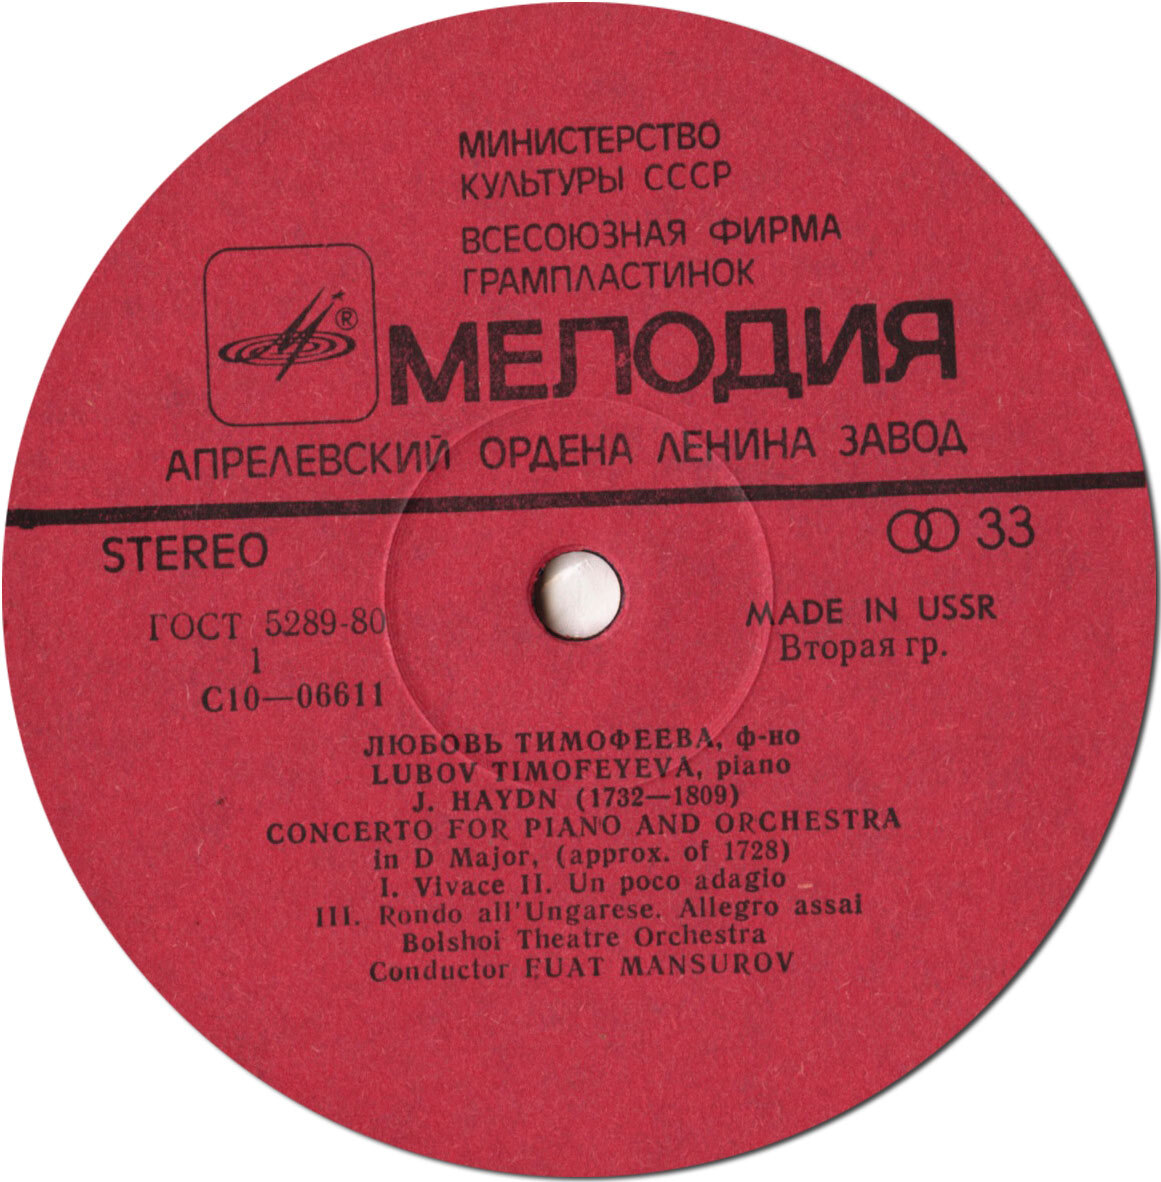 МИНИСТЕРСТВО
КУЛЬТУРЫ СССР
ВСЕСОЮЗНАЯ ФИРМА
ГРАМПЛАСТИНОК
®
МЕЛОДИЯ
АПРЕЛЕВСКИЙ ОРДЕНА ЛЕНИНА ЗАВОД
STEREO
33
ГОСТ 5289-80
MADE IN USSR
1
Вторая гр.
С10—06611
ЛЮБОВЬ ТИМОФЕЕВА, ф-но
LUBOV TIMOFEYEVA, piano
J. HAYDN (1732—1809)
CONCERTO FOR PIANO AND ORCHESTRA
in D Major, (approx. of 1728)
I. Vivace II. Un poco adagio
III. Rondo all'Ungarese. Allegro assai
Bolshoi Theatre Orchestra
Conductor FUAT MANSUROV